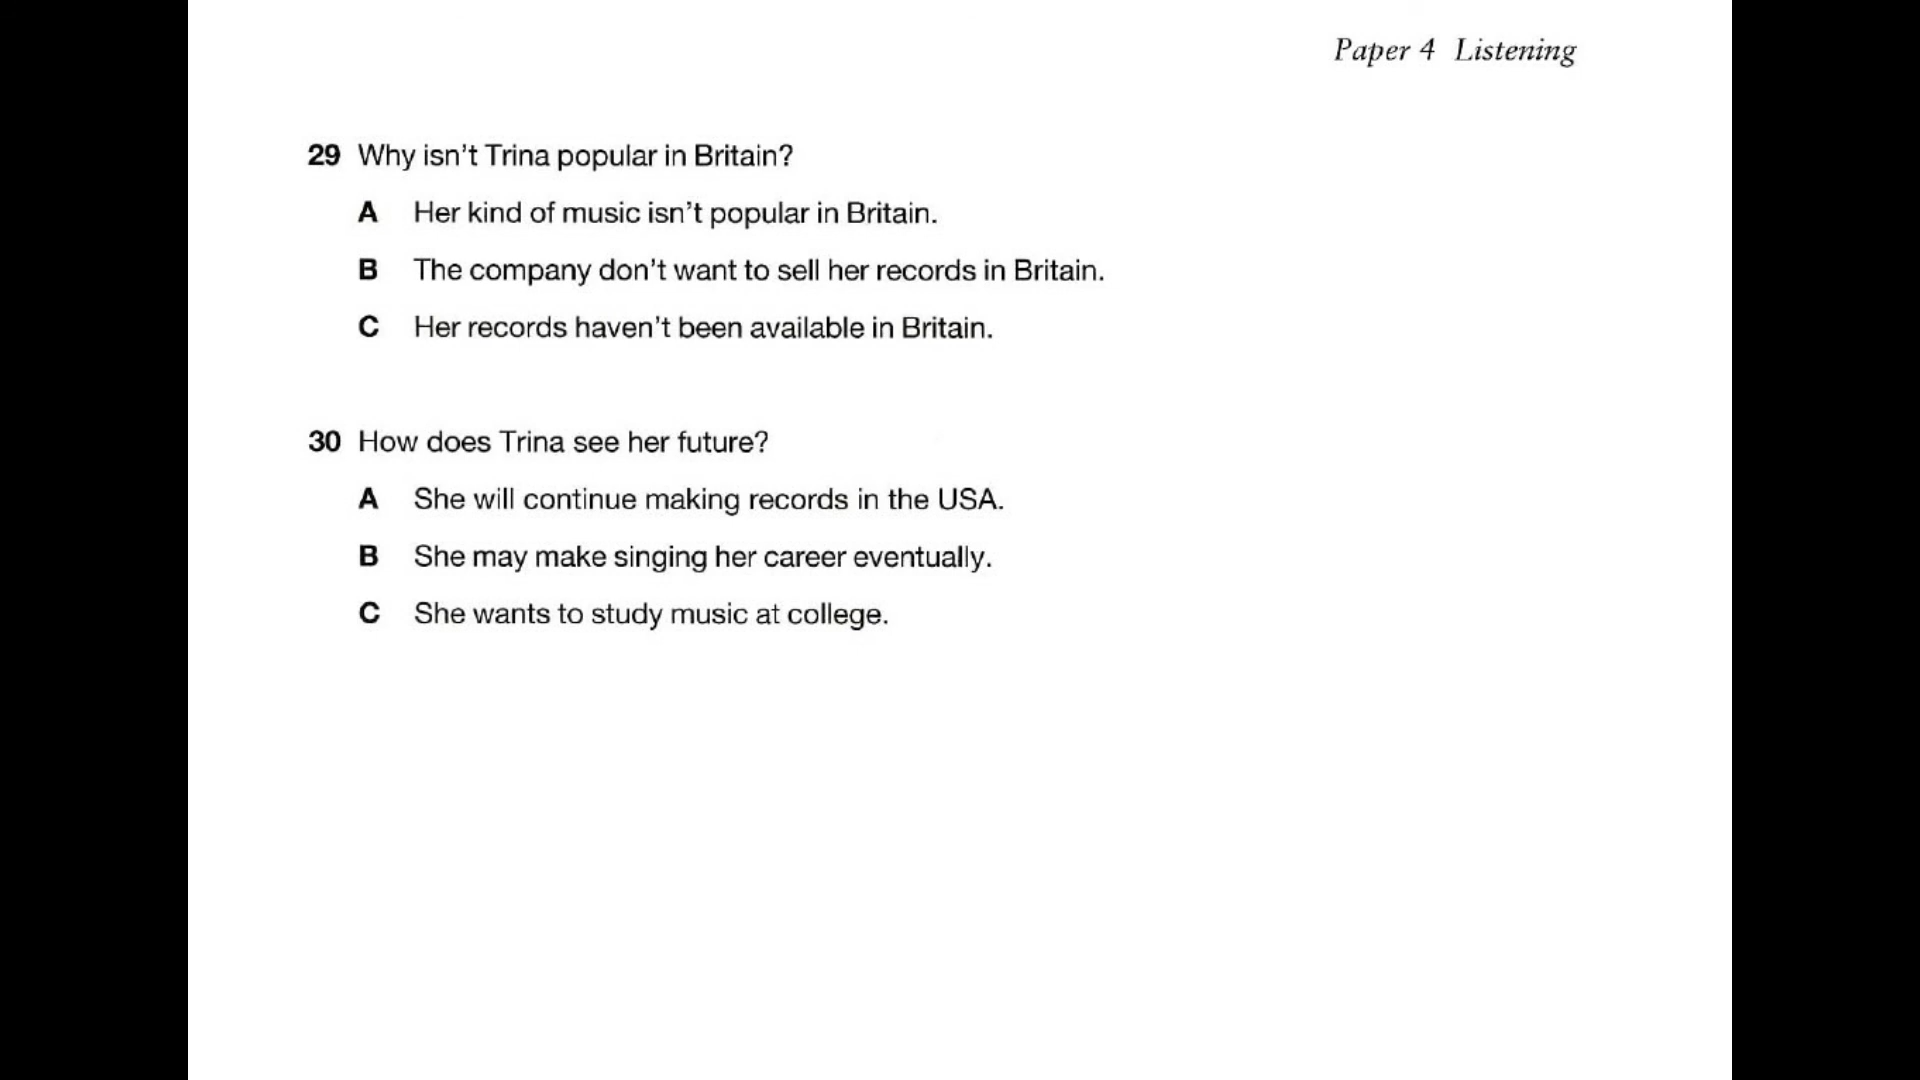 Paper 4 Listening
29 Why isn't Trina popular in Britain?
A Her kind of music isn't popular in Britain.
B The company don't want to sell her records in Britain.
C Her records haven't been available in Britain.
30 How does Trina see her future?
A She will continue making records in the USA.
B She may make singing her career eventually.
C She wants to study music at college.